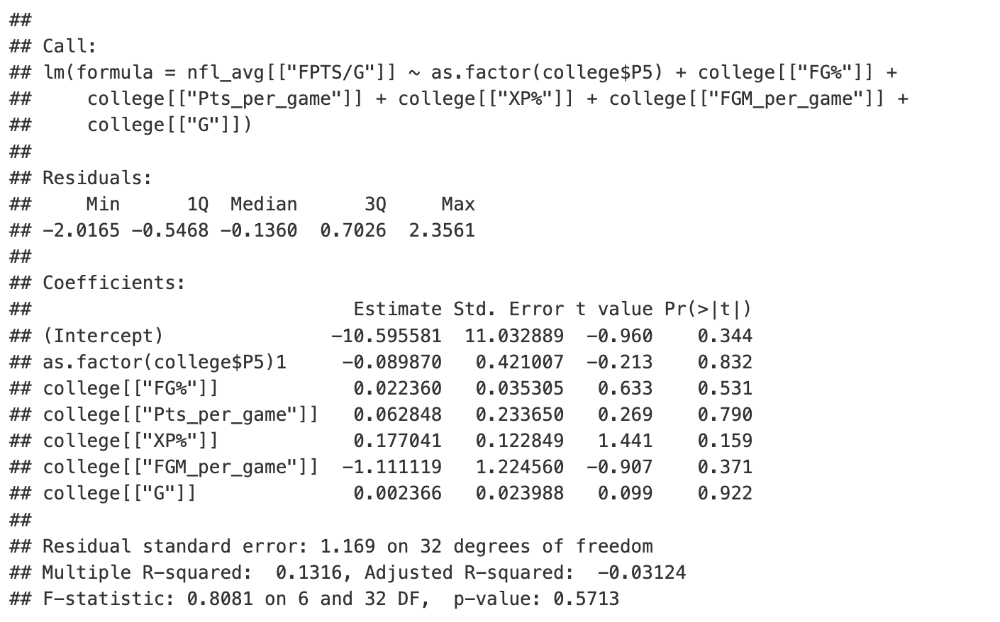 ##
## Call:
## lm(formula = nfl_avg[["FPTS/G"]] ~ as.factor(college$P5) + college[["FG%"]] +
##     college[["Pts_per_game"]] + college[["XP%"]] + college[["FGM_per_game"]] +
##     college[["G"]])
##
## Residuals:
##     Min      1Q  Median      3Q     Max
## -2.0165 -0.5468 -0.1360  0.7026  2.3561
##
## Coefficients:
##                             Estimate Std. Error t value Pr(>|t|)
## (Intercept)               -10.595581  11.032889  -0.960    0.344
## as.factor(college$P5)1     -0.089870   0.421007  -0.213    0.832
## college[["FG%"]]            0.022360   0.035305   0.633    0.531
## college[["Pts_per_game"]]   0.062848   0.233650   0.269    0.790
## college[["XP%"]]            0.177041   0.122849   1.441    0.159
## college[["FGM_per_game"]]  -1.111119   1.224560  -0.907    0.371
## college[["G"]]              0.002366   0.023988   0.099    0.922
##
## Residual standard error: 1.169 on 32 degrees of freedom
## Multiple R-squared:  0.1316, Adjusted R-squared:  -0.03124
## F-statistic: 0.8081 on 6 and 32 DF,  p-value: 0.5713